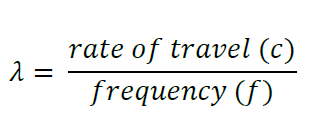 λ = rate of travel (c)
frequency (f)